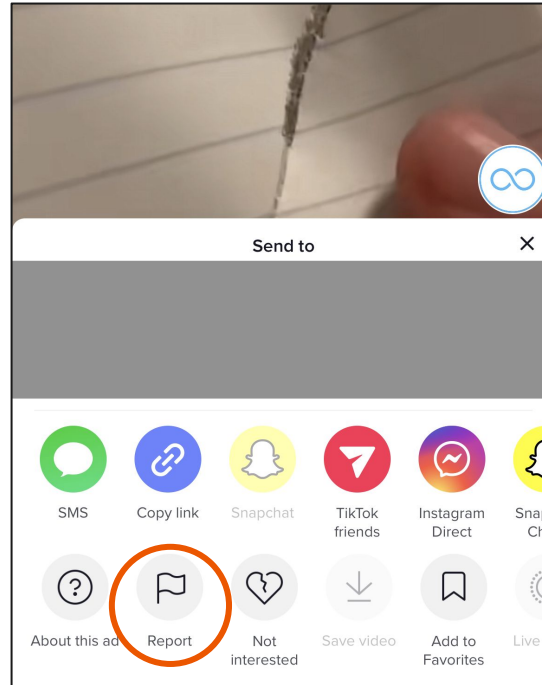 Send to
SMS
Copy link
Snapchat
TikTok
friends
Instagram
Direct
About this ad
Report
Not
interested
Save video
Add to
Favorites
Live